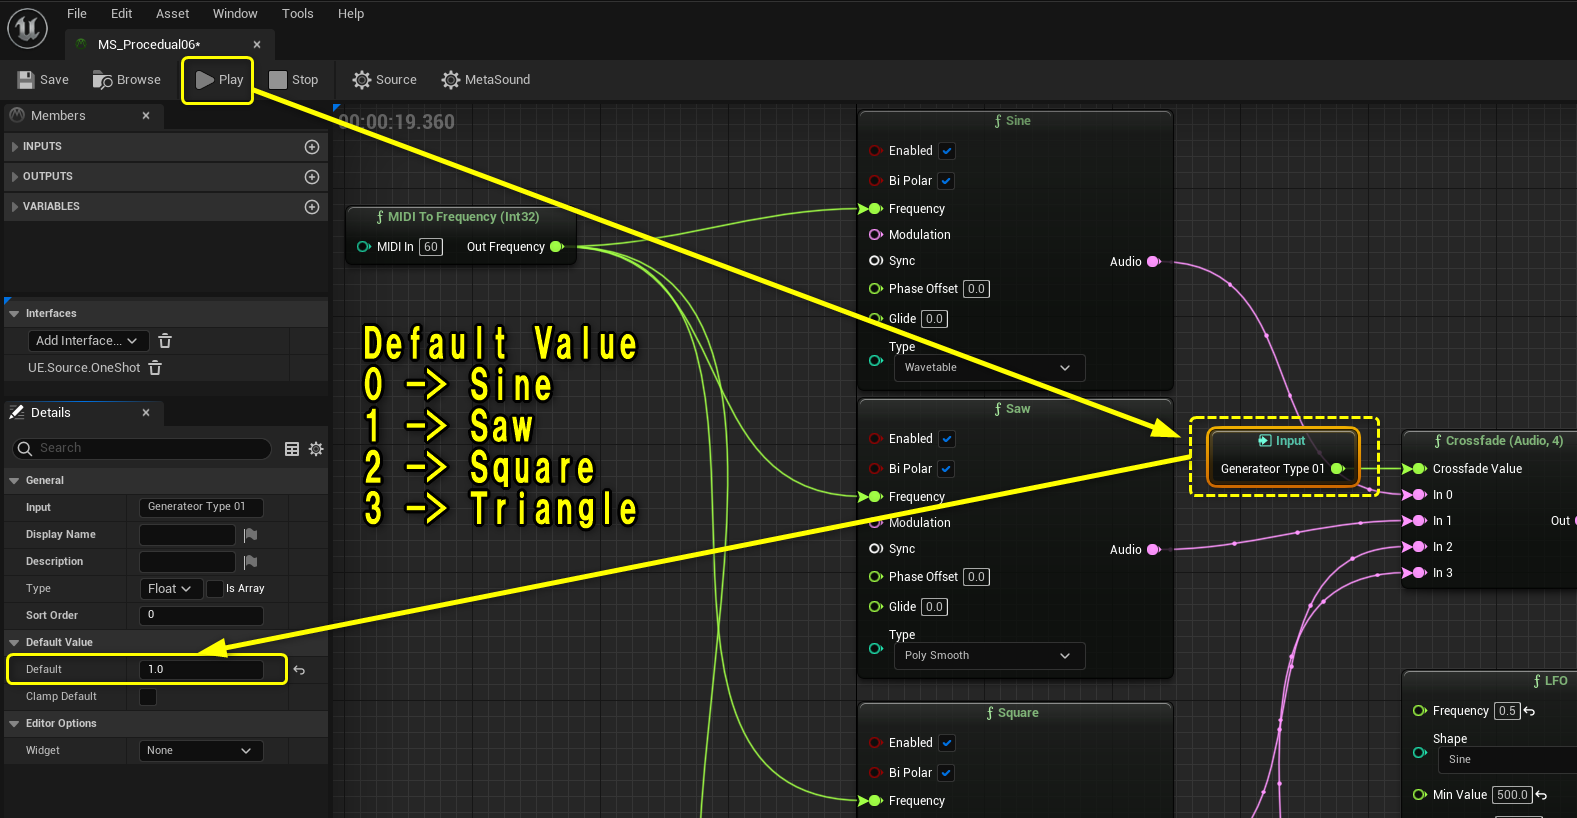 File Edit Asset Window Tools Help
MS_Procedual06*
Save Browse Play Stop Source MetaSound
Members
INPUTS
OUTPUTS
VARIABLES
Interfaces
Add Interface...
UE.Source.OneShot
Details
Search
General
Input Generateor Type 01
Display Name
Description
Type Float Is Array
Sort Order 0
Default Value
Default 1.0
Clamp Default
Editor Options
Widget None
00:00:19.360
MIDI To Frequency (Int32)
MIDI In 60 Out Frequency
Default Value
0 -> Sine
1 -> Saw
2 -> Square
3 -> Triangle
Sine
Enabled
Bi Polar
Frequency
Modulation
Sync
Audio
Phase Offset 0.0
Glide 0.0
Type
Wavetable
Saw
Enabled
Bi Polar
Frequency
Modulation
Sync
Audio
Phase Offset 0.0
Glide 0.0
Type
Poly Smooth
Square
Enabled
Bi Polar
Frequency
Input
Generateor Type 01
Crossfade (Audio, 4)
Crossfade Value
In 0
In 1
Out
In 2
In 3
LFO
Frequency 0.5
Shape
Sine
Min Value 500.0